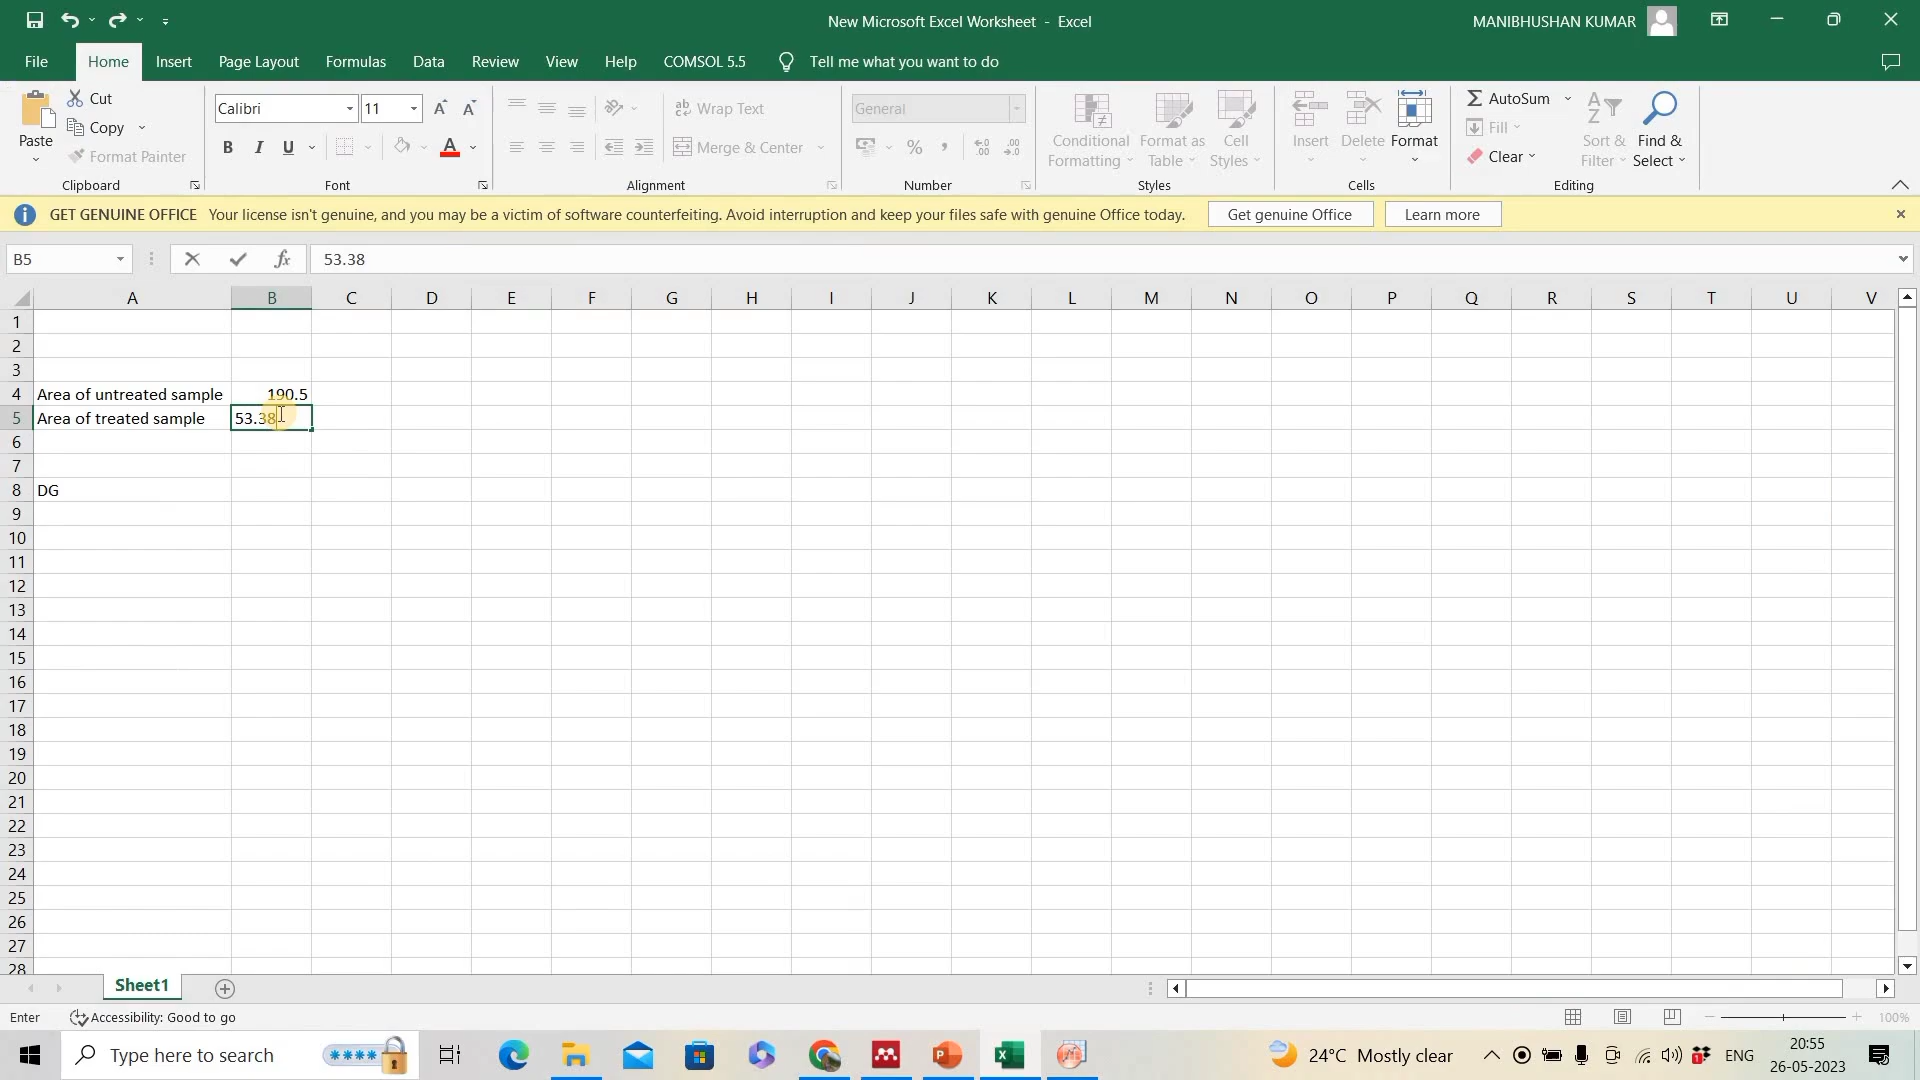 New Microsoft Excel Worksheet - Excel
MANIBHUSHAN KUMAR
File Home Insert Page Layout Formulas Data Review View Help COMSOL 5.5 Tell me what you want to do
Paste
Cut
Copy
Format Painter
Clipboard
Calibri 11
B I U
Font
ab Wrap Text
Merge & Center
Alignment
General
% ,
Number
Conditional Formatting
Format as Table
Cell Styles
Styles
Insert
Delete
Format
Cells
AutoSum
Fill
Clear
Sort & Filter
Find & Select
Editing
GET GENUINE OFFICE Your license isn't genuine, and you may be a victim of software counterfeiting. Avoid interruption and keep your files safe with genuine Office today. Get genuine Office Learn more
B5 fx 53.38
A B C D E F G H I J K L M N O P Q R S T U V
1
2
3
4 Area of untreated sample 190.5
5 Area of treated sample 53.38
6
7
8 DG
9
10
11
12
13
14
15
16
17
18
19
20
21
22
23
24
25
26
27
28
Sheet1
Enter Accessibility: Good to go 100%
Type here to search
24°C Mostly clear
ENG
20:55
26-05-2023